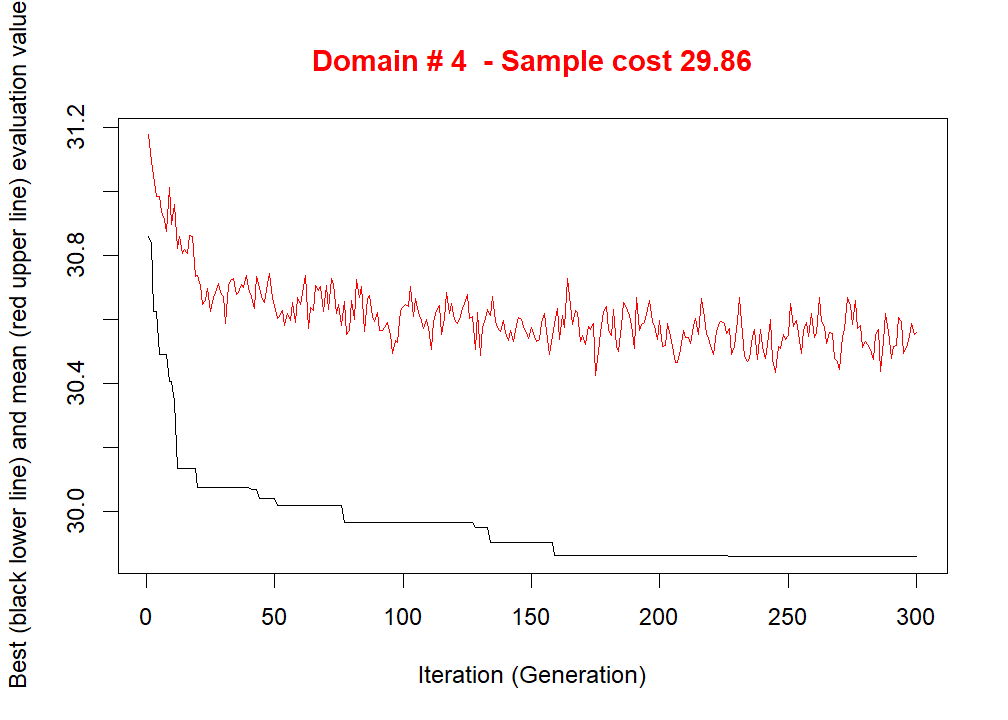 Domain # 4  - Sample cost 29.86
Best (black lower line) and mean (red upper line) evaluation value
31.2
30.8
30.4
30.0
0 50 100 150 200 250 300
Iteration (Generation)